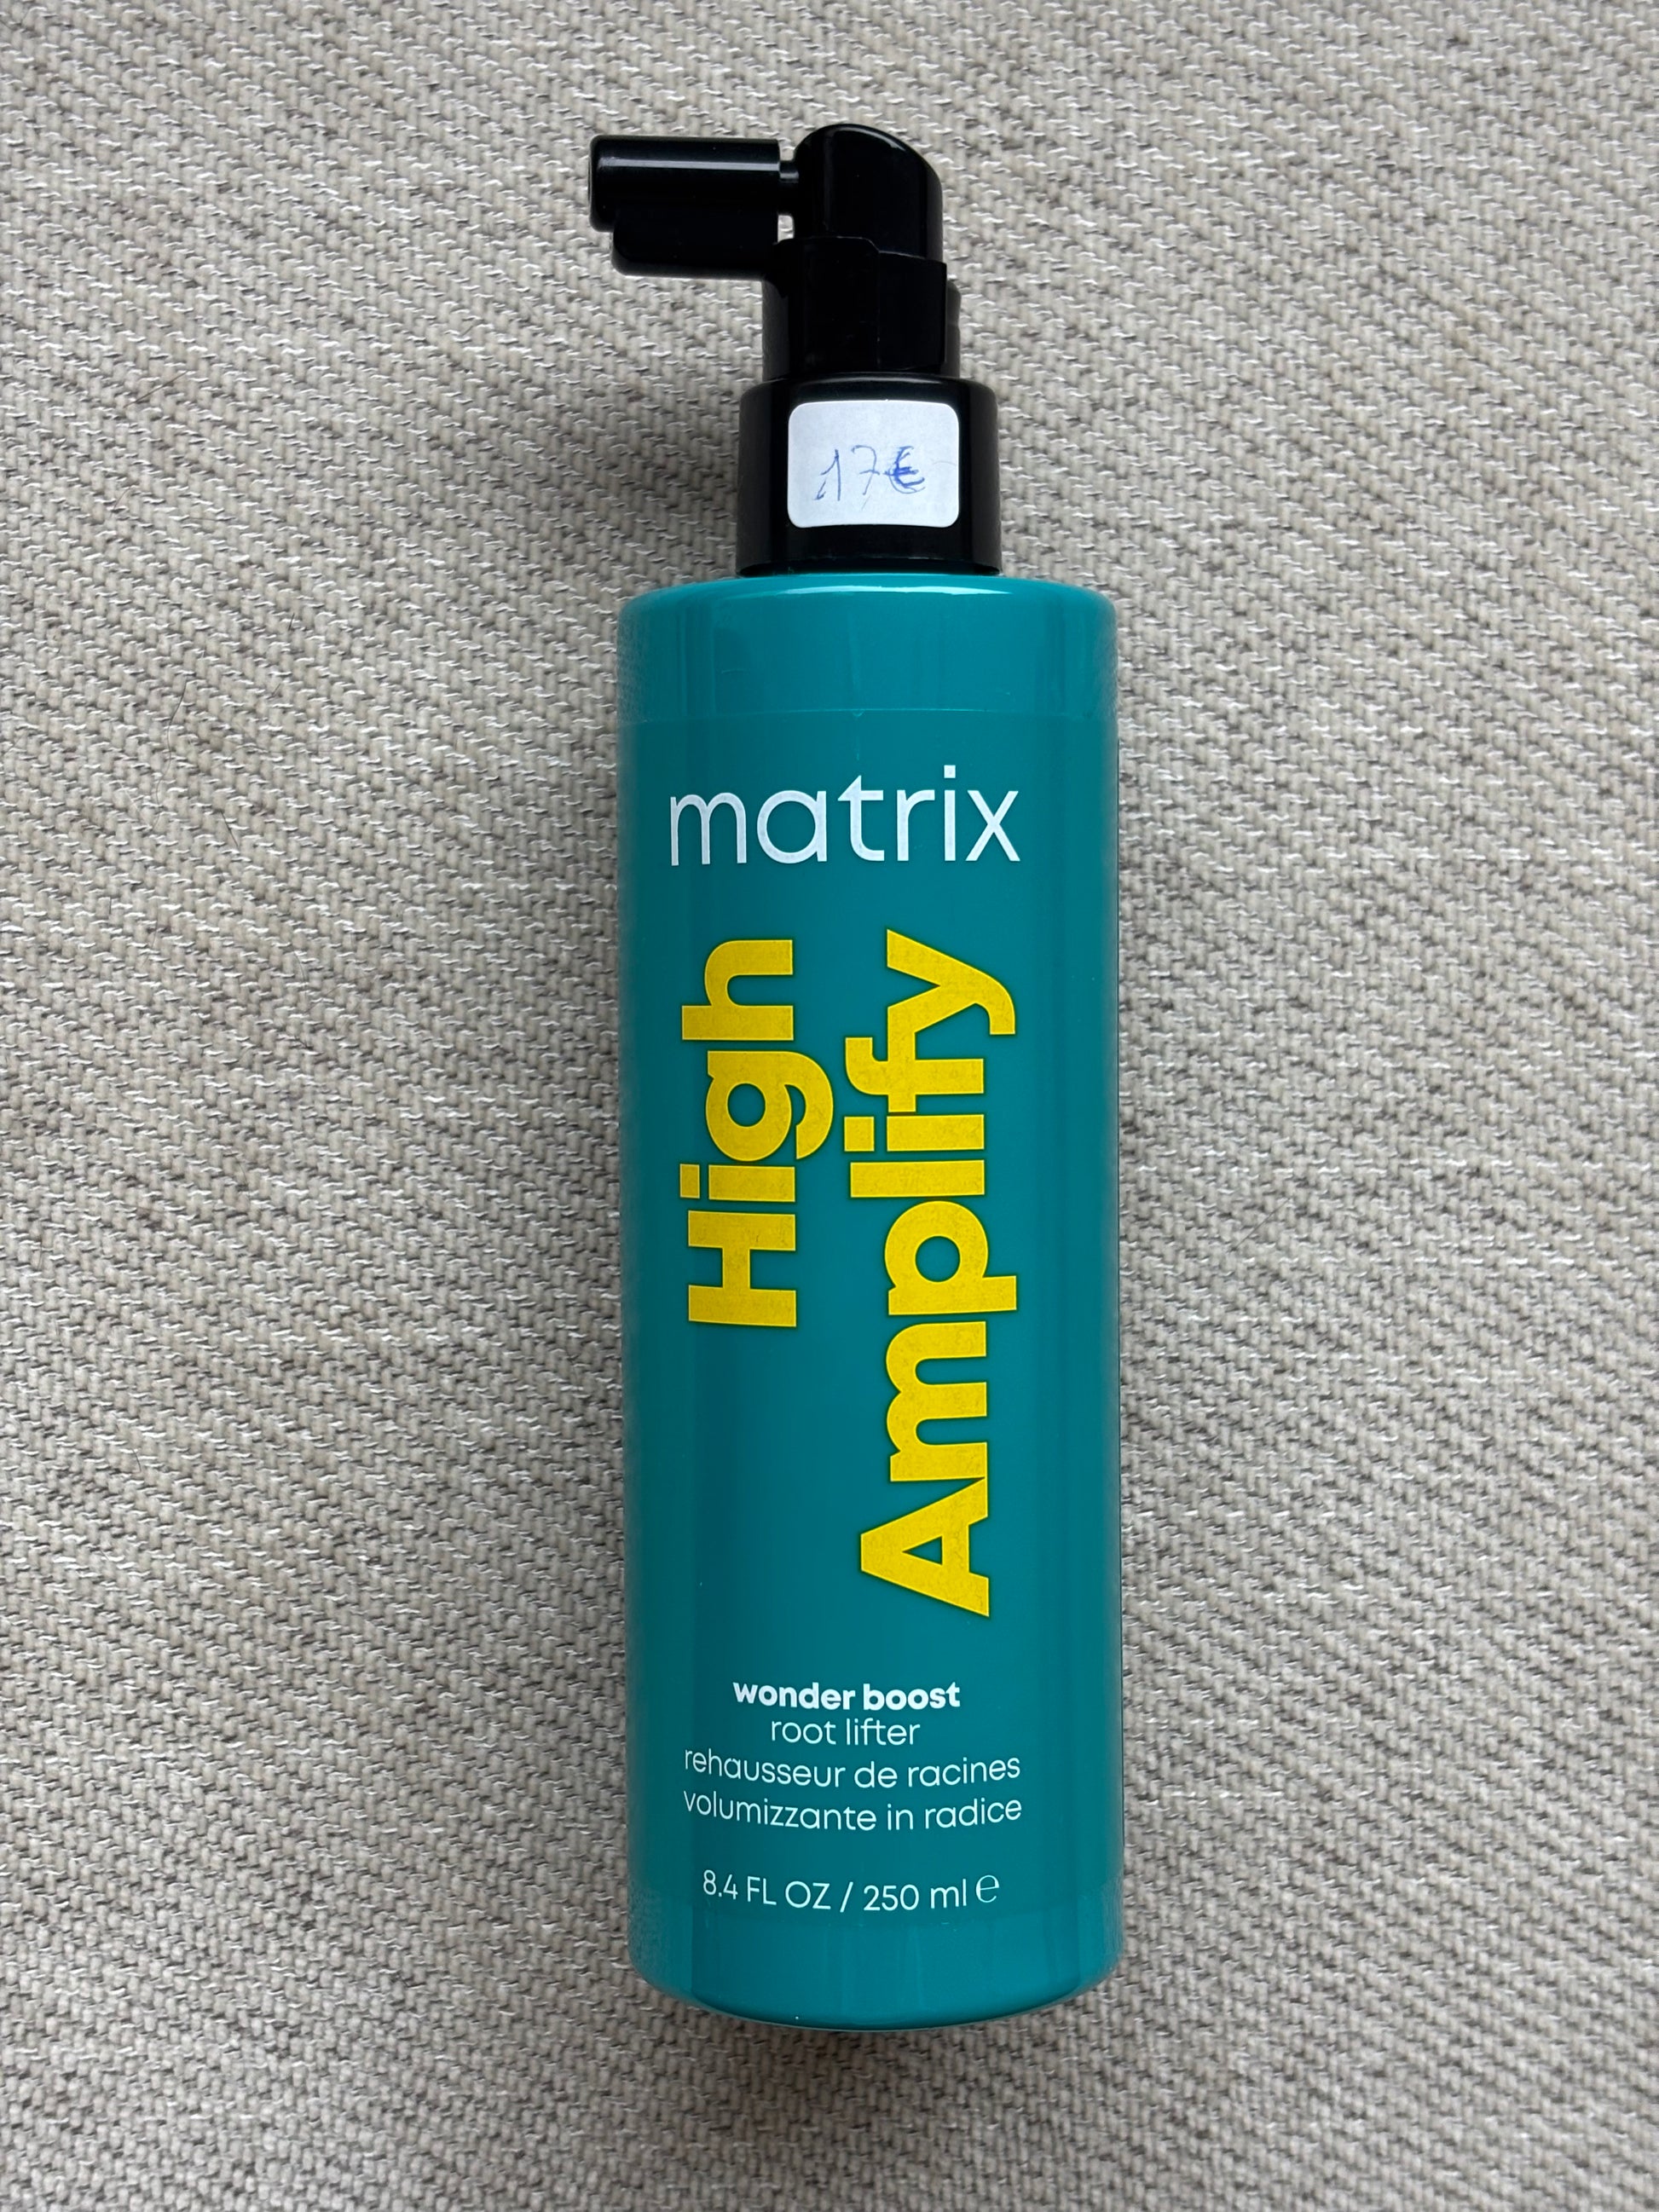 17€
matrix
High
Amplify
wonder boost
root lifter
rehausseur de racines
volumizzante in radice
8.4 FL OZ / 250 ml ℮